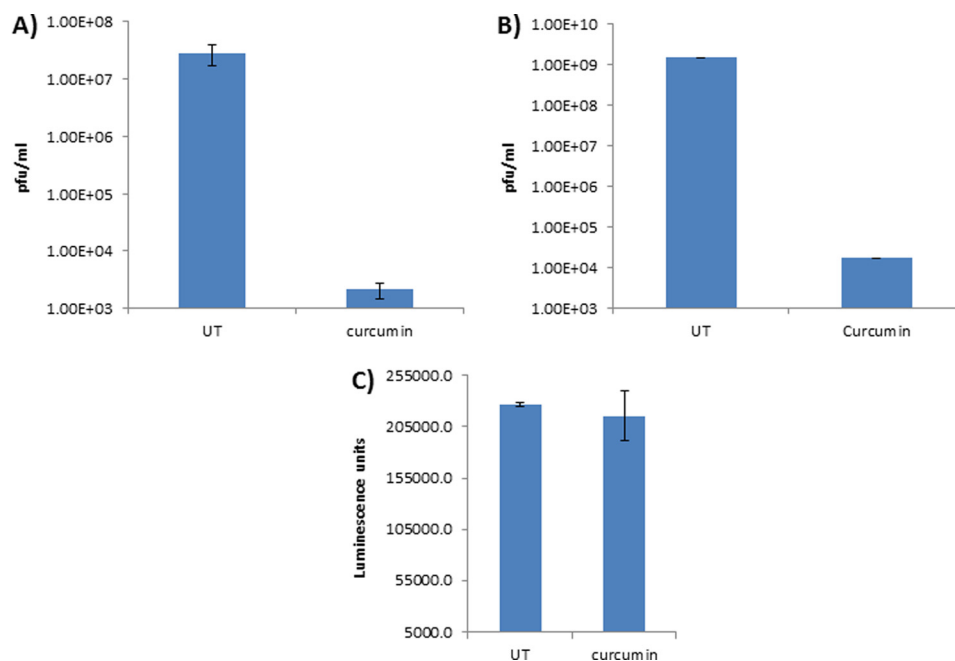 A)
pfu/ml
1.00E+08
1.00E+07
1.00E+06
1.00E+05
1.00E+04
1.00E+03
UT curcumin
B)
pfu/ml
1.00E+10
1.00E+09
1.00E+08
1.00E+07
1.00E+06
1.00E+05
1.00E+04
1.00E+03
UT Curcumin
C)
Luminescence units
255000.0
205000.0
155000.0
105000.0
55000.0
5000.0
UT curcumin